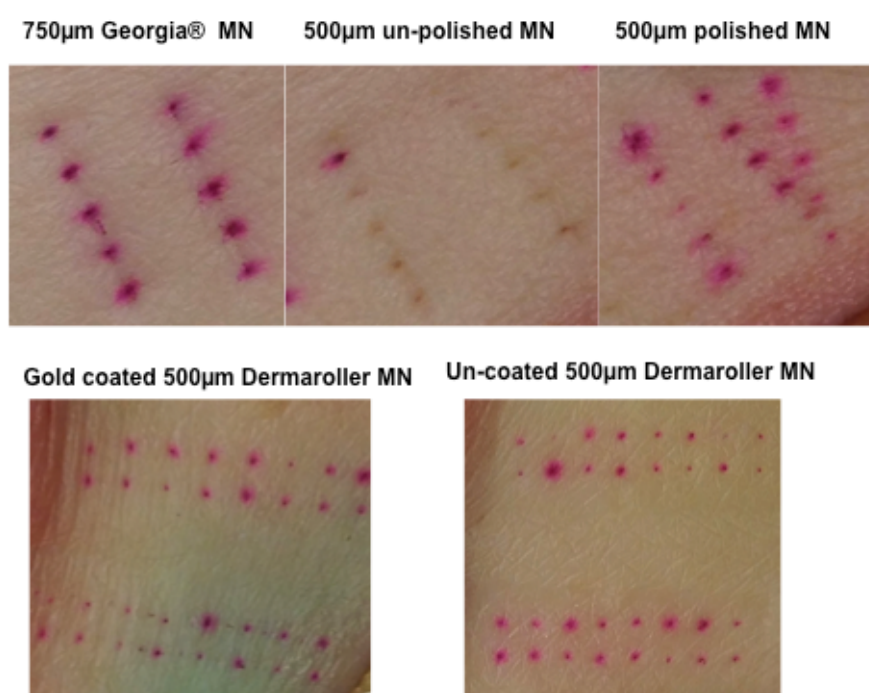 750µm Georgia® MN
500µm un-polished MN
500µm polished MN
Gold coated 500µm Dermaroller MN
Un-coated 500µm Dermaroller MN